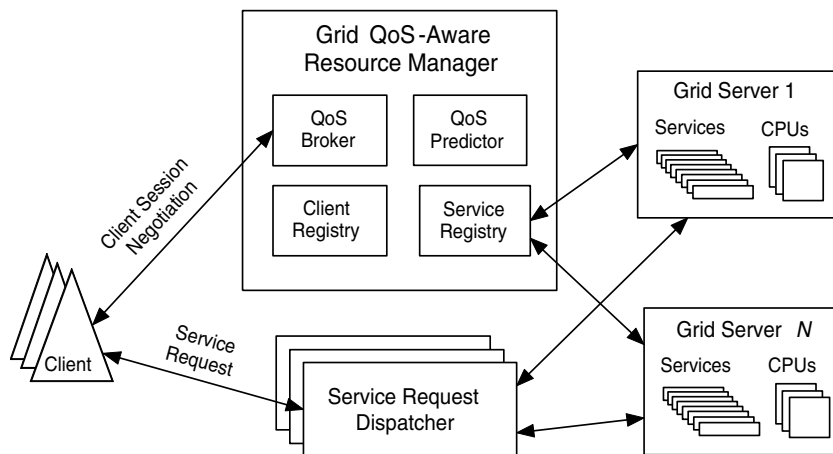 Grid QoS-Aware
Resource Manager
QoS
Broker
QoS
Predictor
Client
Registry
Service
Registry
Client Session
Negotiation
Client
Service
Request
Service Request
Dispatcher
Grid Server 1
Services CPUs
Grid Server N
Services CPUs